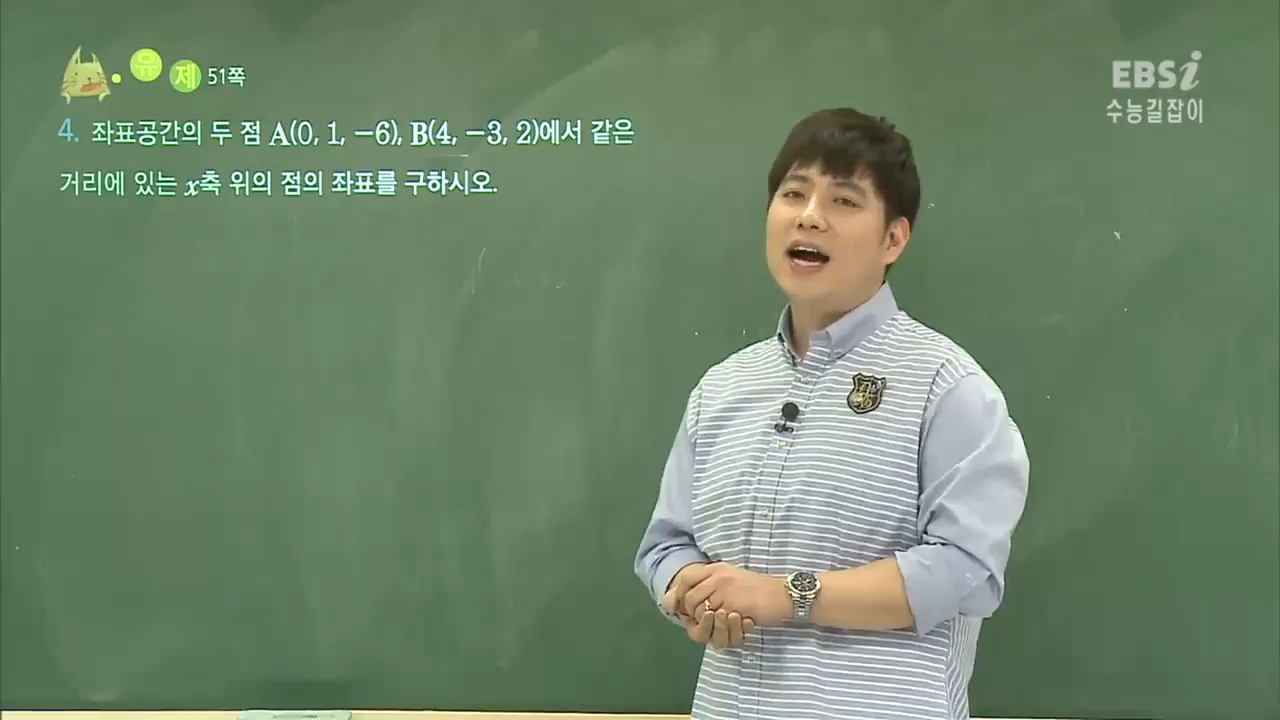 유제 51쪽
EBSi
수능길잡이
4. 좌표공간의 두 점 A(0, 1, −6), B(4, −3, 2)에서 같은
거리에 있는 x축 위의 점의 좌표를 구하시오.